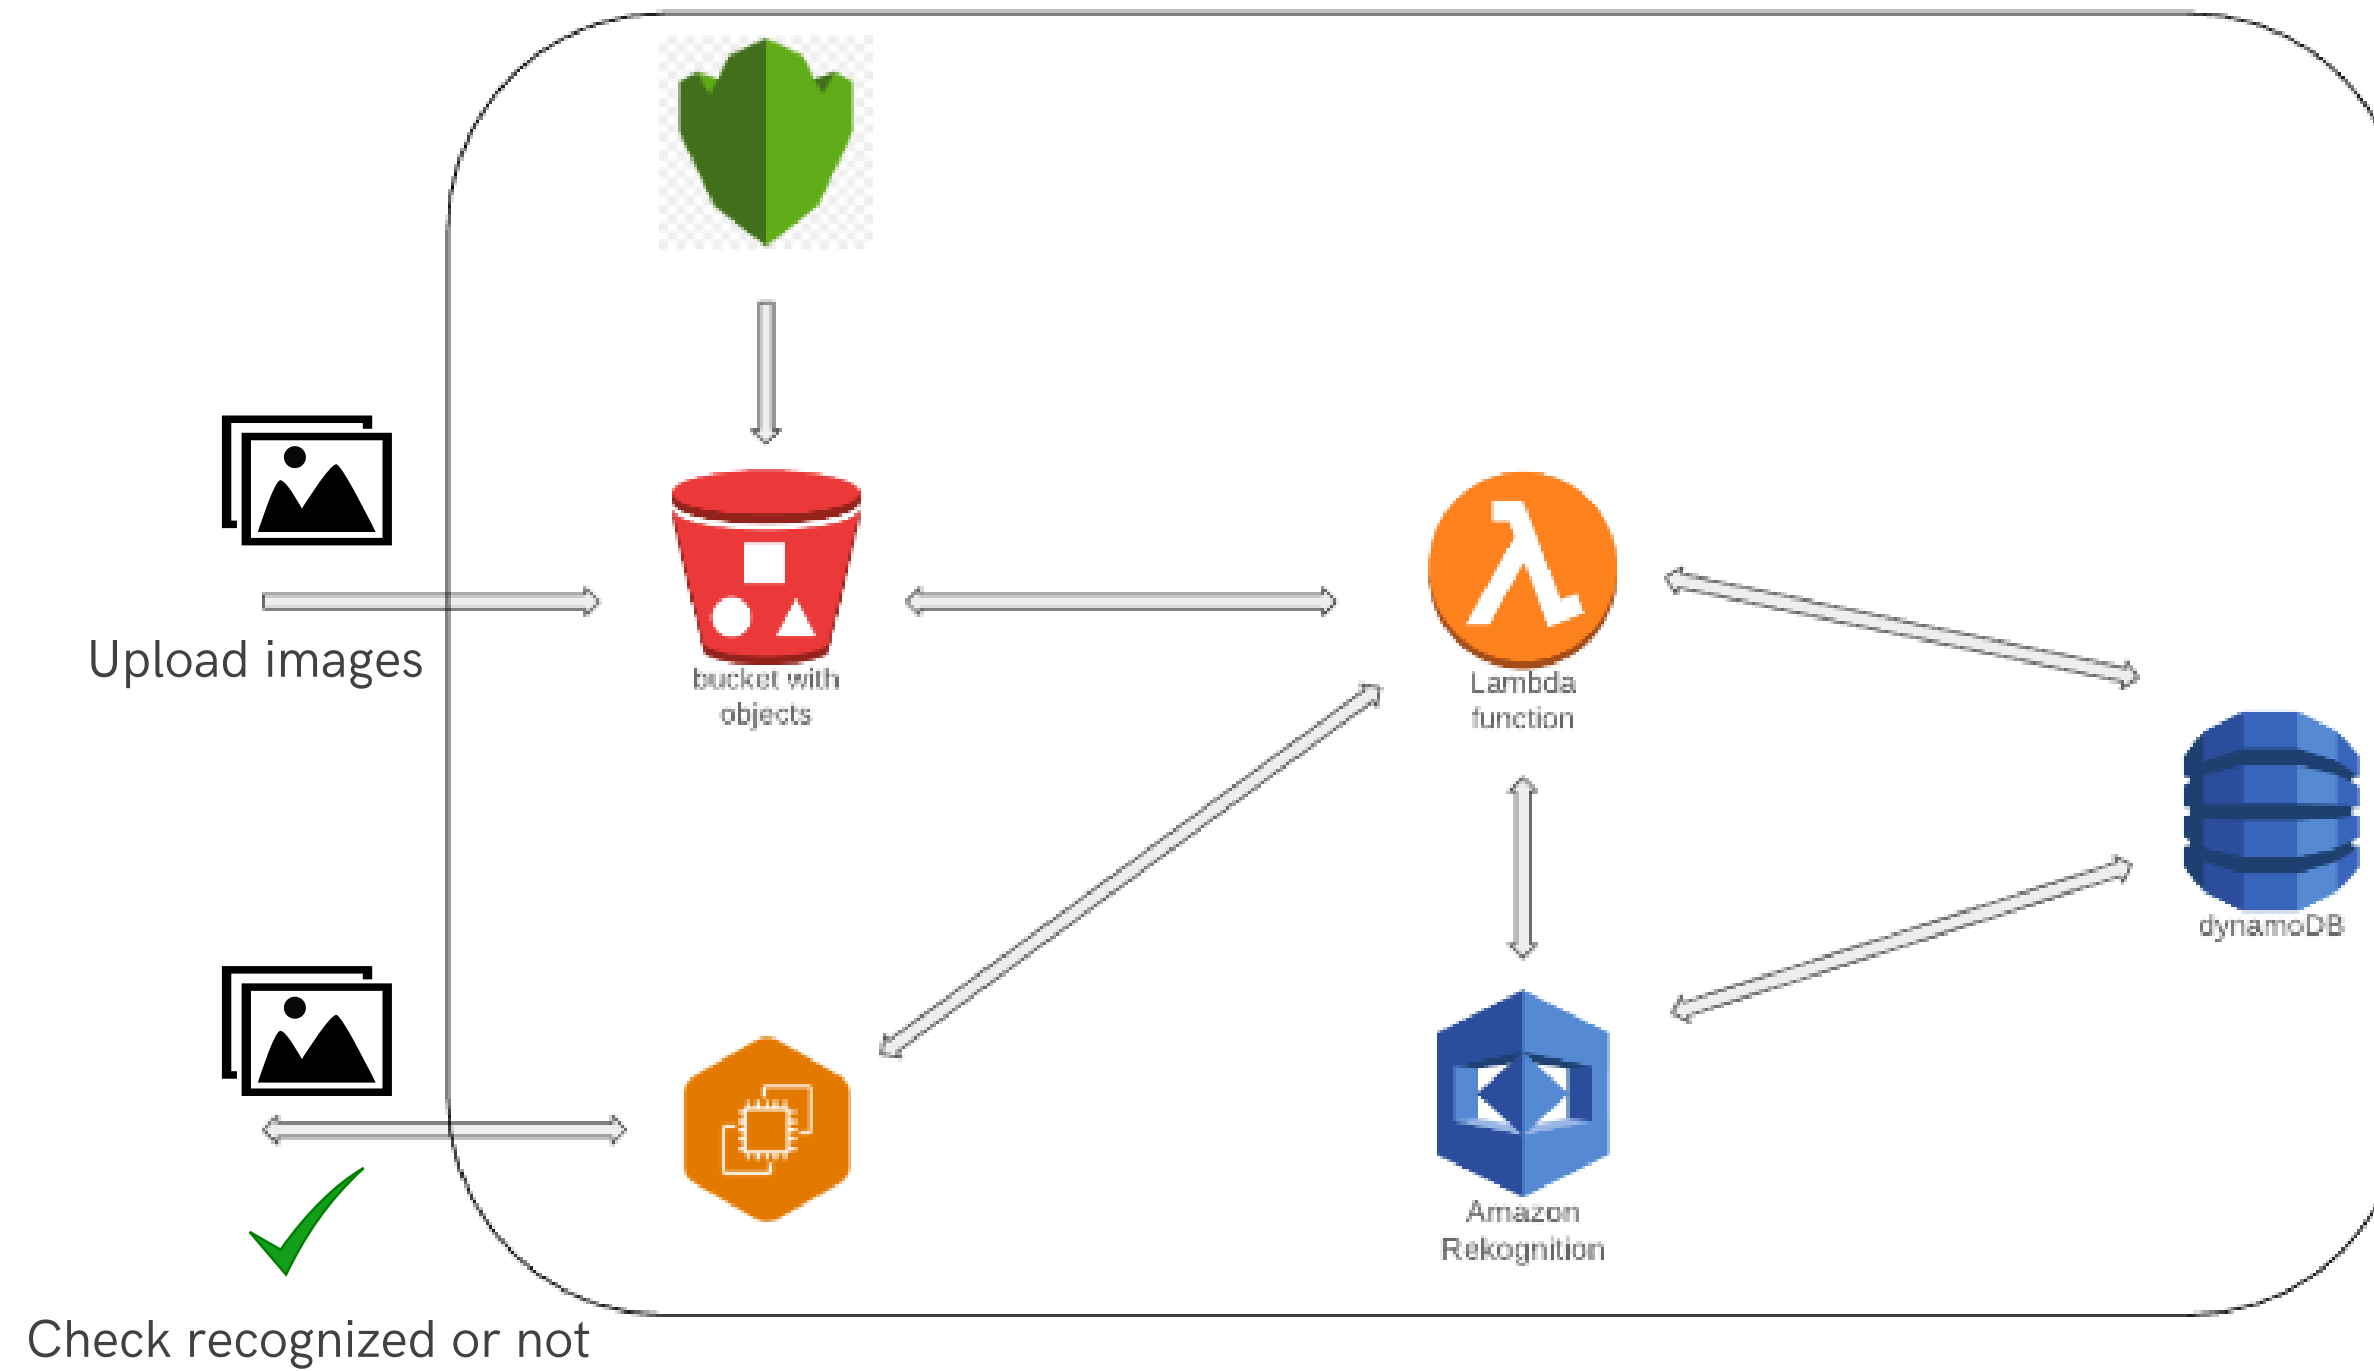 Upload images
bucket with
objects
Lambda
function
dynamoDB
Amazon
Rekognition
Check recognized or not